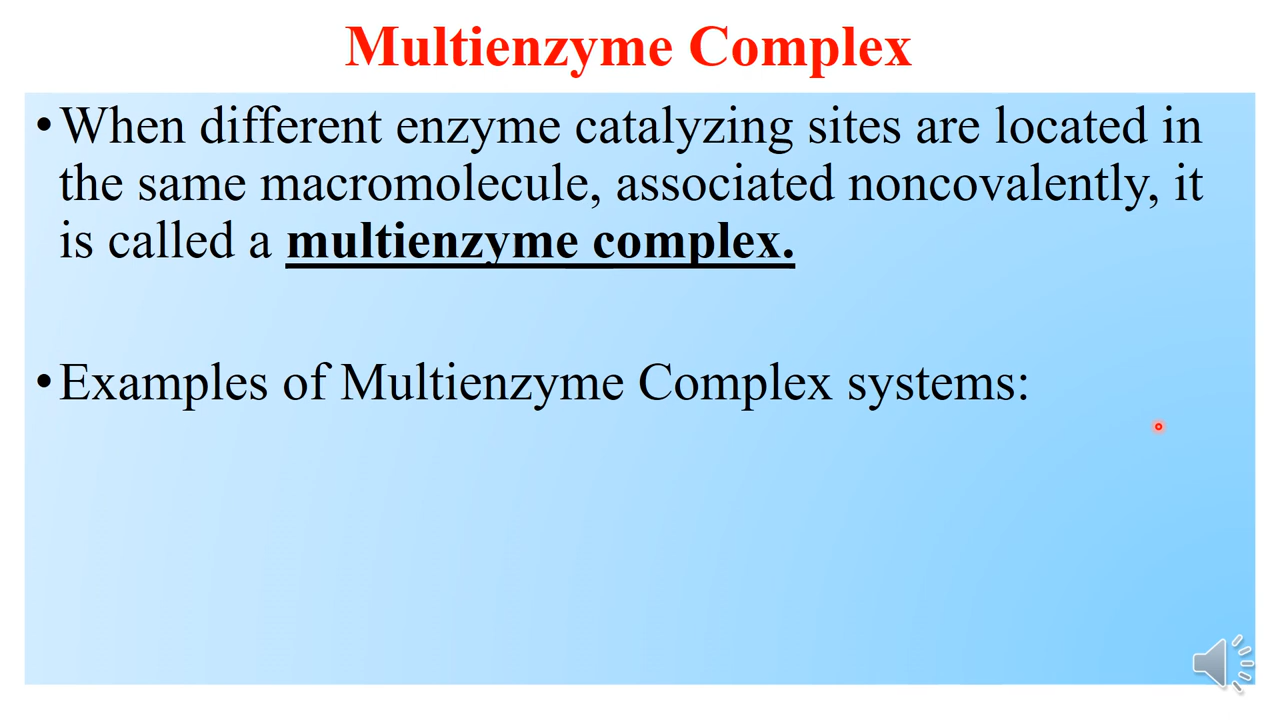 Multienzyme Complex
•When different enzyme catalyzing sites are located in
the same macromolecule, associated noncovalently, it
is called a multienzyme complex.
•Examples of Multienzyme Complex systems: